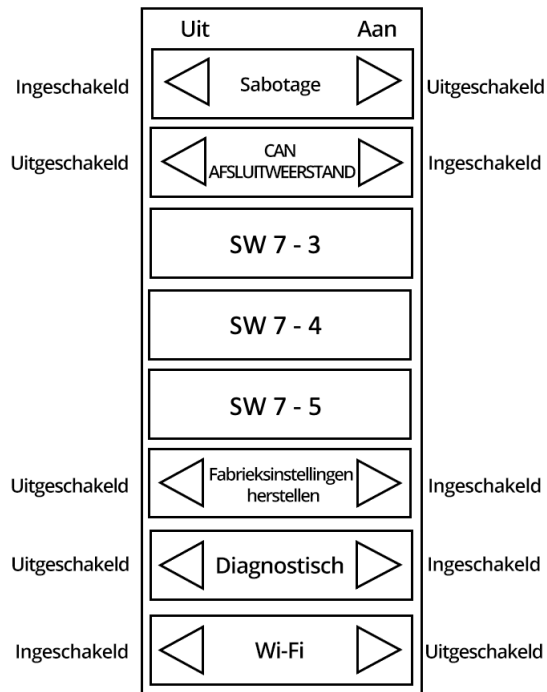 Uit Aan
Ingeschakeld Sabotage Uitgeschakeld
Uitgeschakeld CAN AFSLUITWEERSTAND Ingeschakeld
SW 7 - 3
SW 7 - 4
SW 7 - 5
Uitgeschakeld Fabrieksinstellingen herstellen Ingeschakeld
Uitgeschakeld Diagnostisch Ingeschakeld
Ingeschakeld Wi-Fi Uitgeschakeld